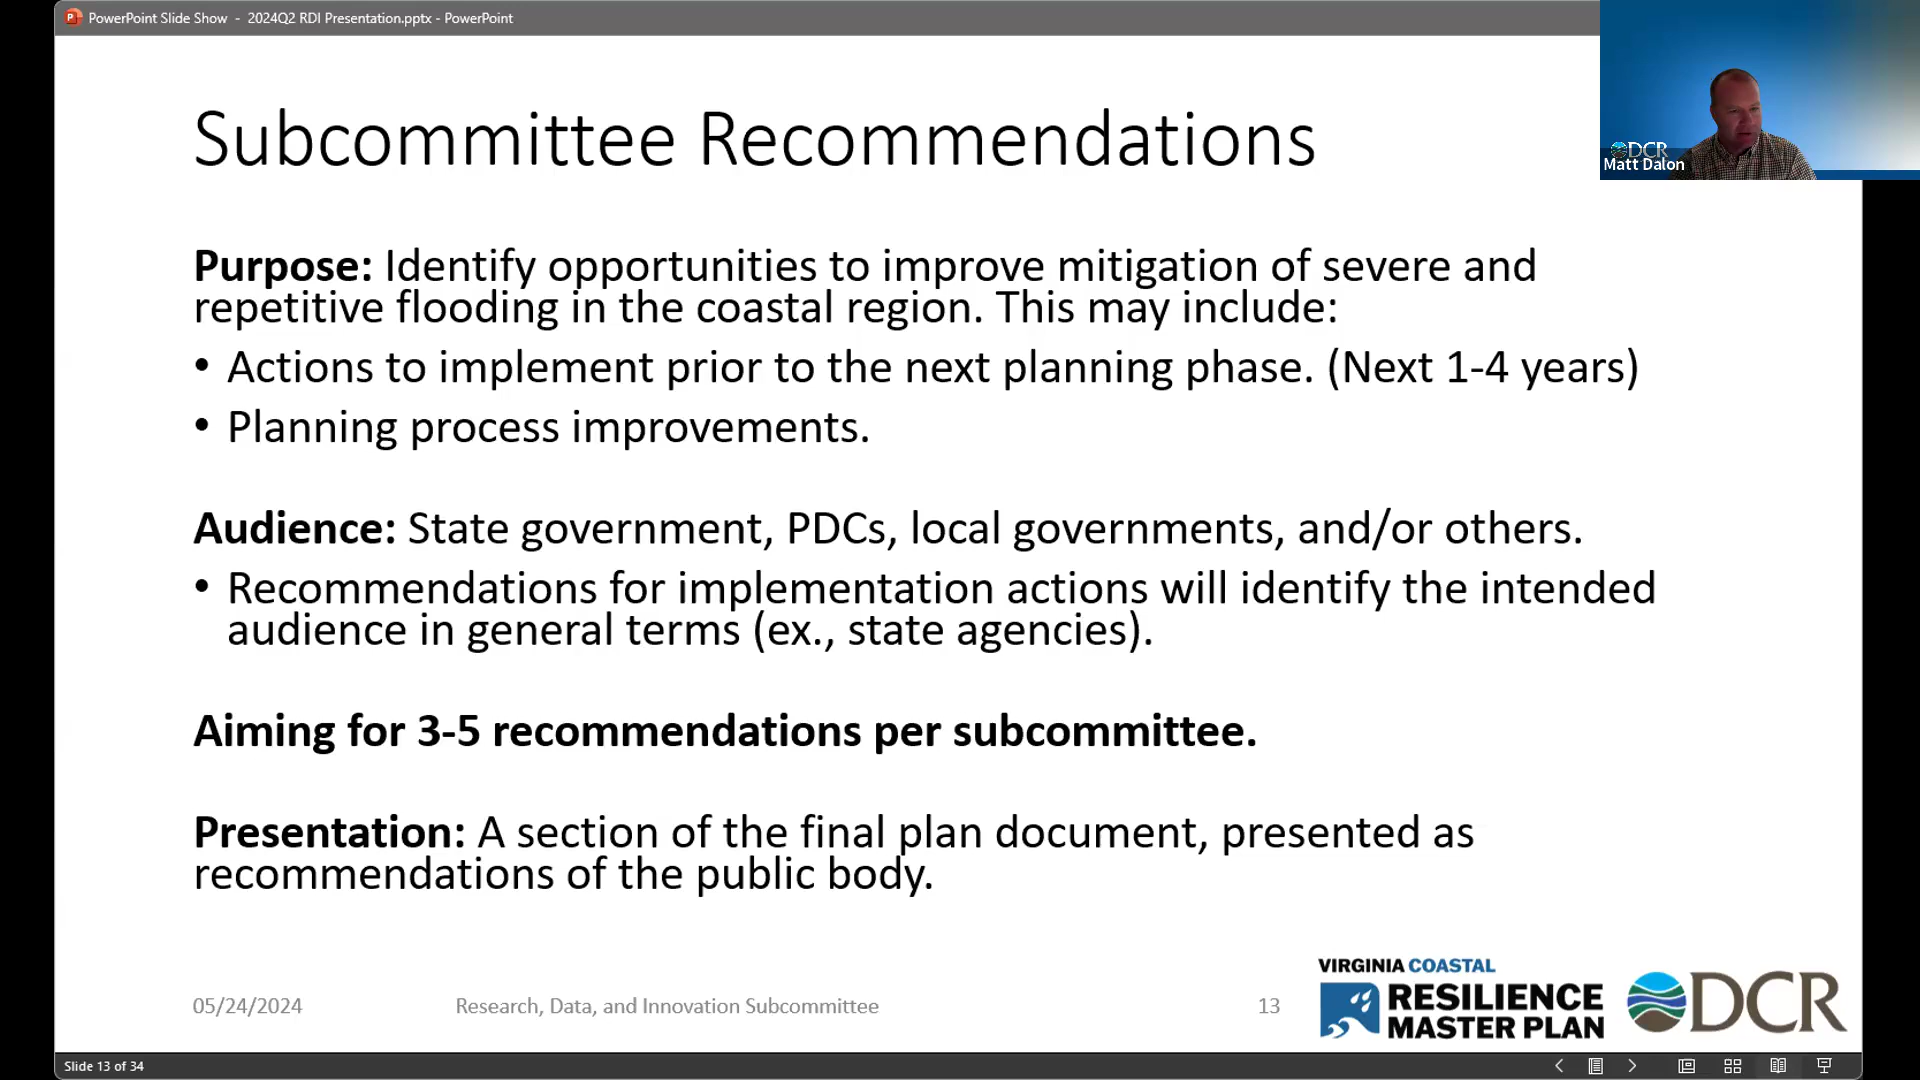 PowerPoint Slide Show - 2024Q2 RDI Presentation.pptx - PowerPoint
DCR
Matt Dalon
Subcommittee Recommendations
Purpose: Identify opportunities to improve mitigation of severe and
repetitive flooding in the coastal region. This may include:
• Actions to implement prior to the next planning phase. (Next 1-4 years)
• Planning process improvements.
Audience: State government, PDCs, local governments, and/or others.
• Recommendations for implementation actions will identify the intended
audience in general terms (ex., state agencies).
Aiming for 3-5 recommendations per subcommittee.
Presentation: A section of the final plan document, presented as
recommendations of the public body.
05/24/2024
Research, Data, and Innovation Subcommittee
13
VIRGINIA COASTAL
RESILIENCE
MASTER PLAN
DCR
Slide 13 of 34